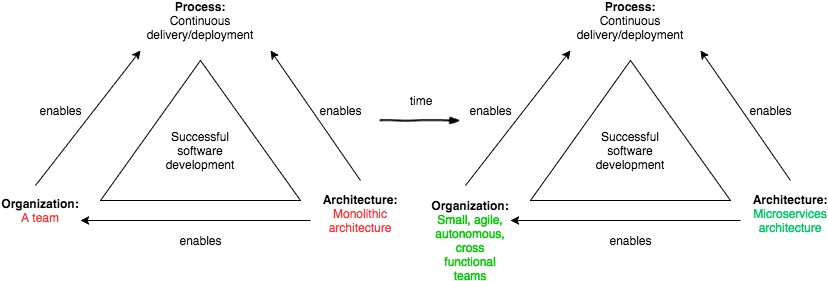 Process:
Continuous
delivery/deployment
enables
enables
Successful
software
development
Organization:
A team
Architecture:
Monolithic
architecture
enables
time
Process:
Continuous
delivery/deployment
enables
enables
Successful
software
development
Organization:
Small, agile,
autonomous,
cross
functional
teams
Architecture:
Microservices
architecture
enables